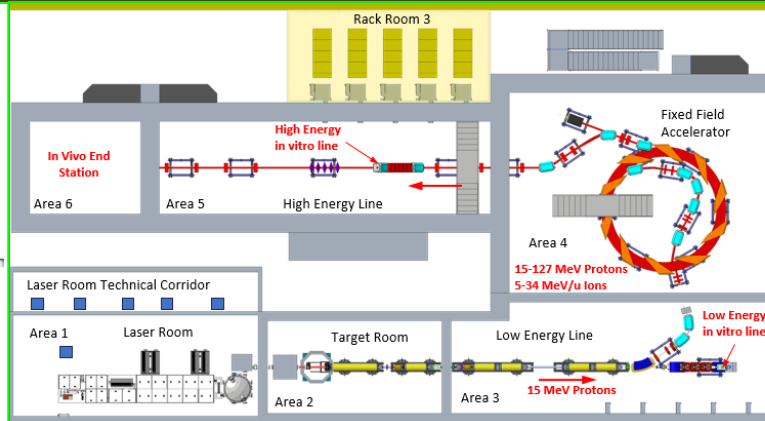 Rack Room 3
Fixed Field
Accelerator
High Energy
in vitro line
In Vivo End
Station
Area 6
Area 5
High Energy Line
Area 4
15-127 MeV Protons
5-34 MeV/u Ions
Laser Room Technical Corridor
Area 1
Laser Room
Target Room
Low Energy Line
Low Energy
in vitro line
Area 2
Area 3
15 MeV Protons